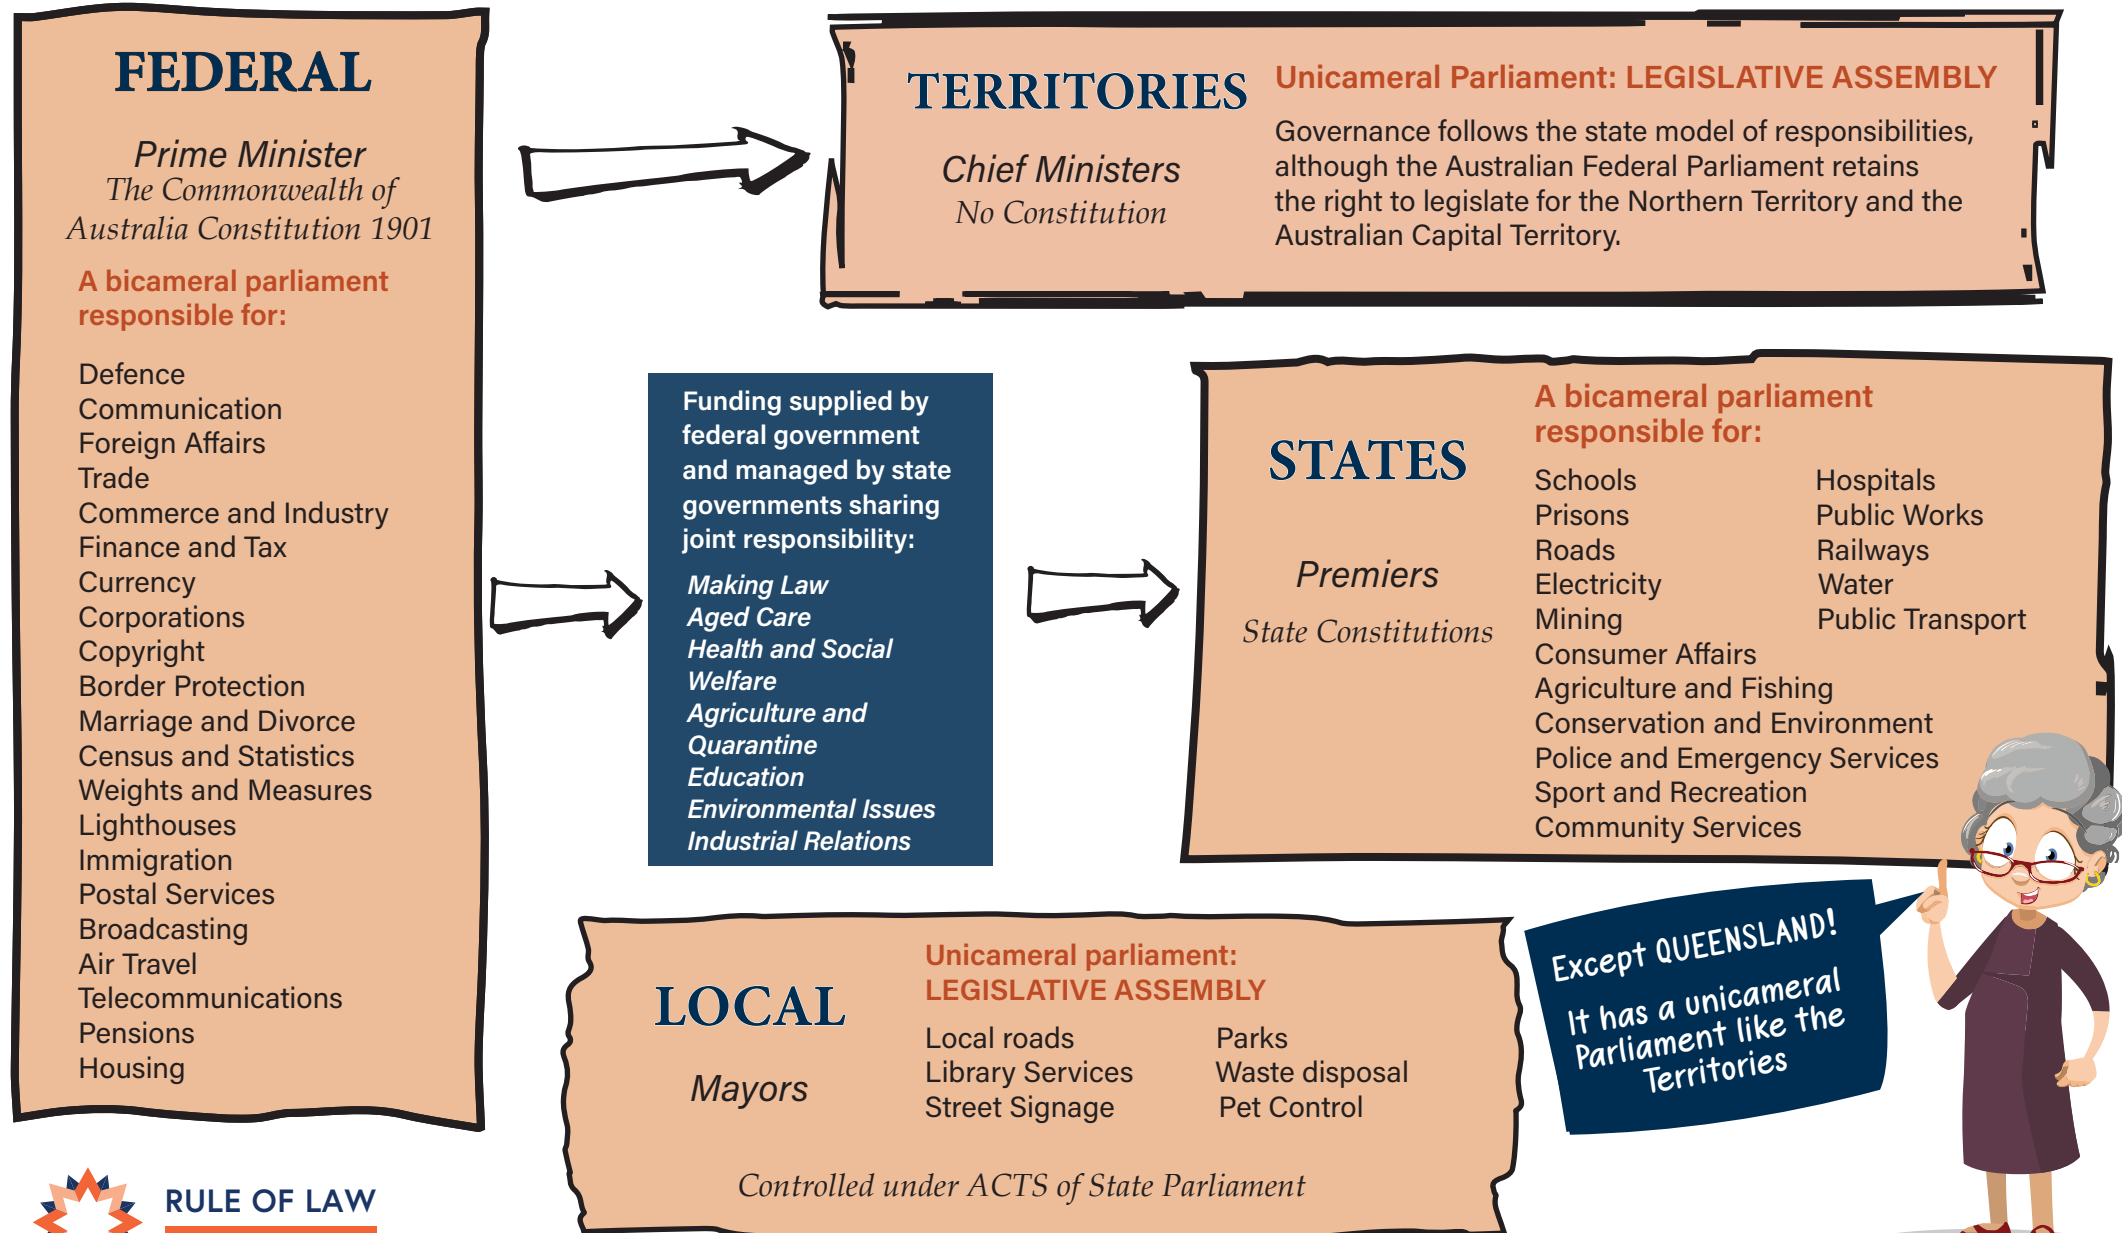 FEDERAL
Prime Minister
The Commonwealth of
Australia Constitution 1901
A bicameral parliament
responsible for:
Defence
Communication
Foreign Affairs
Trade
Commerce and Industry
Finance and Tax
Currency
Corporations
Copyright
Border Protection
Marriage and Divorce
Census and Statistics
Weights and Measures
Lighthouses
Immigration
Postal Services
Broadcasting
Air Travel
Telecommunications
Pensions
Housing
TERRITORIES
Chief Ministers
No Constitution
Unicameral Parliament: LEGISLATIVE ASSEMBLY
Governance follows the state model of responsibilities,
although the Australian Federal Parliament retains
the right to legislate for the Northern Territory and the
Australian Capital Territory.
Funding supplied by
federal government
and managed by state
governments sharing
joint responsibility:
Making Law
Aged Care
Health and Social
Welfare
Agriculture and
Quarantine
Education
Environmental Issues
Industrial Relations
STATES
Premiers
State Constitutions
A bicameral parliament
responsible for:
Schools
Prisons
Roads
Electricity
Mining
Consumer Affairs
Agriculture and Fishing
Conservation and Environment
Police and Emergency Services
Sport and Recreation
Community Services
Hospitals
Public Works
Railways
Water
Public Transport
Except QUEENSLAND!
It has a unicameral
Parliament like the
Territories
LOCAL
Mayors
Unicameral parliament:
LEGISLATIVE ASSEMBLY
Local roads
Library Services
Street Signage
Parks
Waste disposal
Pet Control
Controlled under ACTS of State Parliament
RULE OF LAW